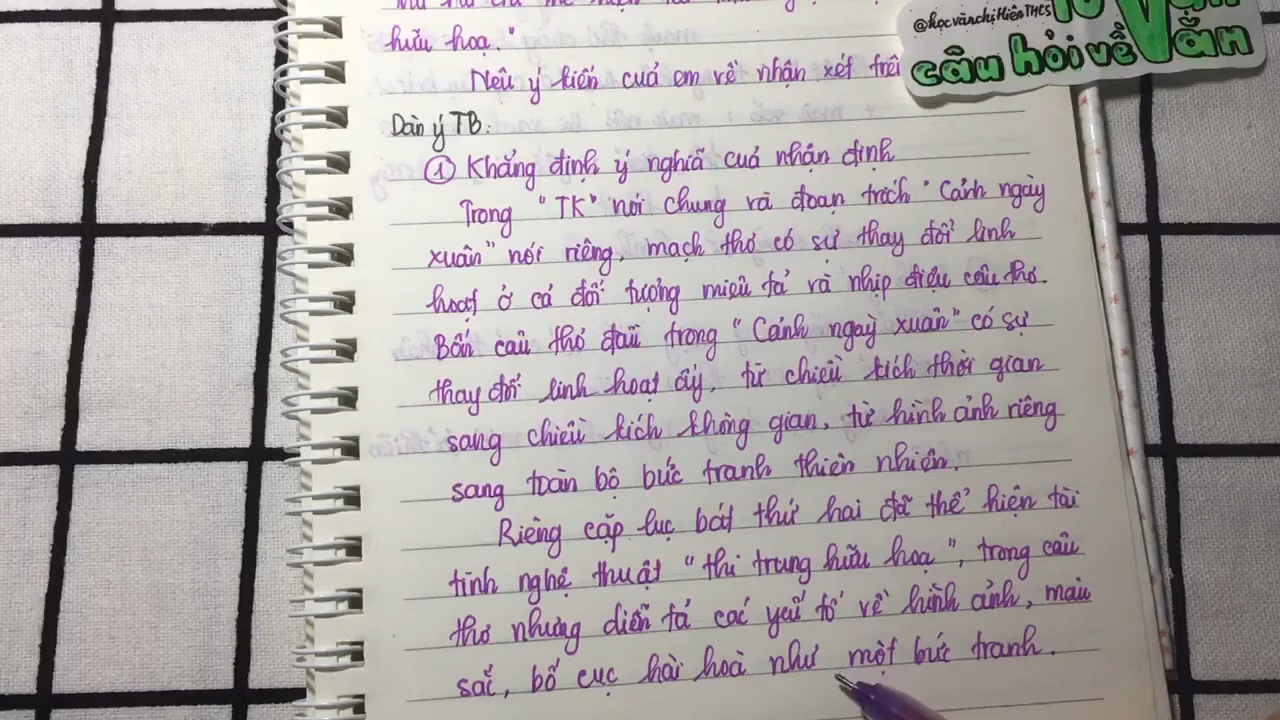 hữu hoạ."
Nêu ý kiến của em về nhận xét trê
@họcvănchịHiênTHCS
Văn
câu hỏi về Văn
Dàn ý TB:
① Khẳng định ý nghĩa của nhận định
Trong "TK" nói chung và đoạn trích "Cảnh ngày
xuân" nói riêng, mạch thơ có sự thay đổi linh
hoạt ở cả đối tượng miêu tả và nhịp điệu câu thơ.
Bốn câu thơ đầu trong "Cảnh ngày xuân" có sự
thay đổi linh hoạt ấy, từ chiều kích thời gian
sang chiều kích không gian, từ hình ảnh riêng
sang toàn bộ bức tranh thiên nhiên.
Riêng cặp lục bát thứ hai đã thể hiện tài
tình nghệ thuật "thi trung hữu hoạ", trong câu
thơ nhưng diễn tả các yếu tố về hình ảnh, màu
sắc, bố cục hài hoà như một bức tranh.